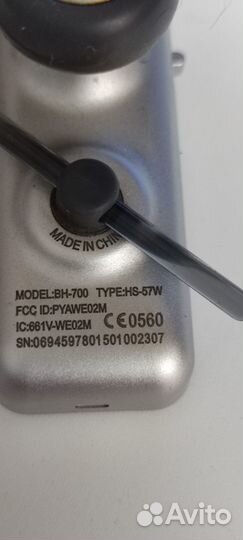 MADE IN CHINA
MODEL:BH-700 TYPE:HS-57W
FCC ID:PYAWE02M
IC:661V-WE02M CE0560
SN:0694597801501002307
Avito